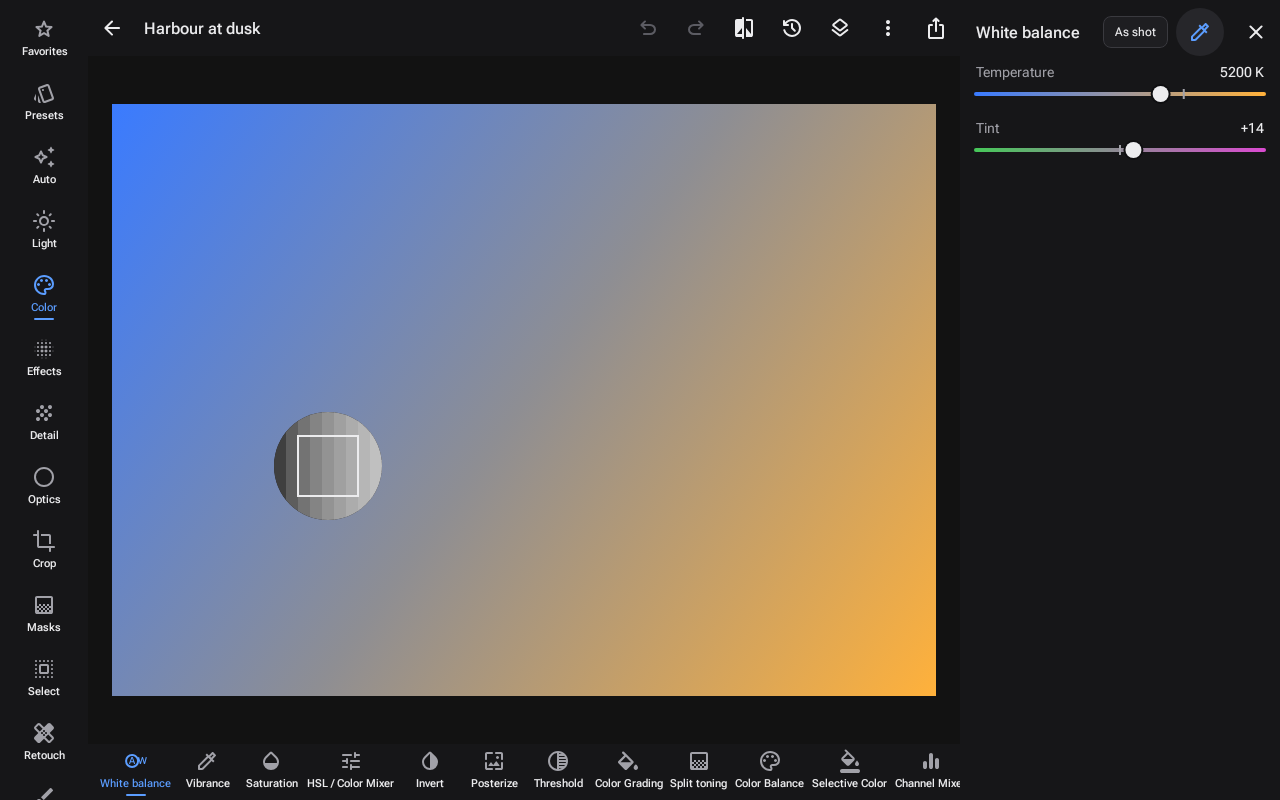 Harbour at dusk
White balance
As shot
Temperature
5200 K
Tint
+14
Favorites
Presets
Auto
Light
Color
Effects
Detail
Optics
Crop
Masks
Select
Retouch
AW
White balance
Vibrance
Saturation
HSL / Color Mixer
Invert
Posterize
Threshold
Color Grading
Split toning
Color Balance
Selective Color
Channel Mixe